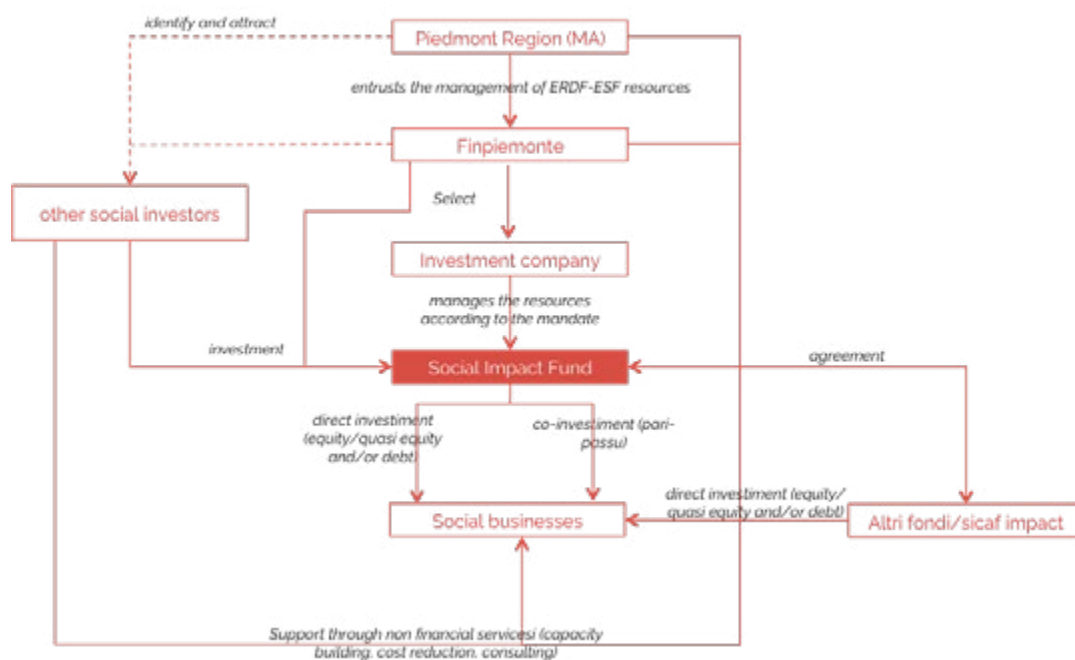 identify and attract
Piedmont Region (MA)
entrusts the management of ERDF-ESF resources
Finpiemonte
other social investors
Select
Investment company
manages the resources
according to the mandate
investment
Social Impact Fund
agreement
direct investiment
(equity/quasi equity
and/or debt)
co-investiment (pari-
passu)
direct investiment (equity/
quasi equity and/or debt)
Social businesses
Altri fondi/sicaf impact
Support through non financial servicesi (capacity
building, cost reduction, consulting)